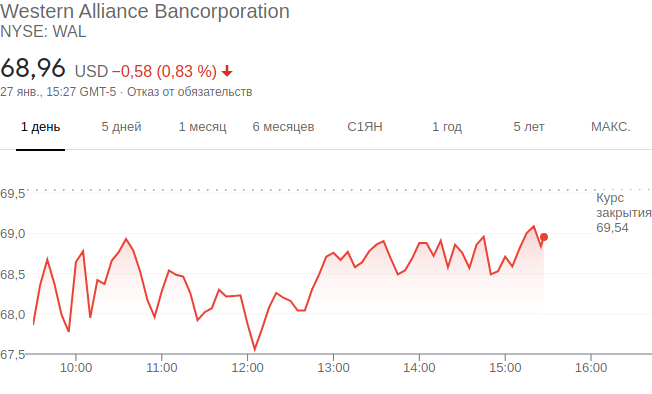 Western Alliance Bancorporation
NYSE: WAL
68,96 USD −0,58 (0,83 %)
27 янв., 15:27 GMT-5 · Отказ от обязательств
1 день 5 дней 1 месяц 6 месяцев С1ЯН 1 год 5 лет МАКС.
69,5
Курс
закрытия
69,54
69,0
68,5
68,0
67,5
10:00 11:00 12:00 13:00 14:00 15:00 16:00